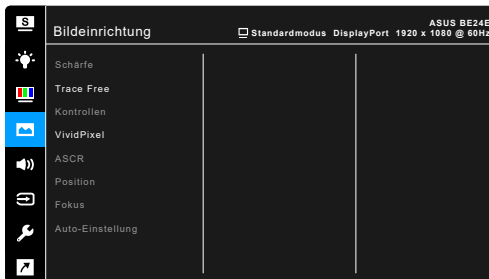 S
Bildeinrichtung
ASUS BE24E
Standardmodus DisplayPort 1920 x 1080 @ 60Hz
Schärfe
Trace Free
Kontrollen
VividPixel
ASCR
Position
Fokus
Auto-Einstellung